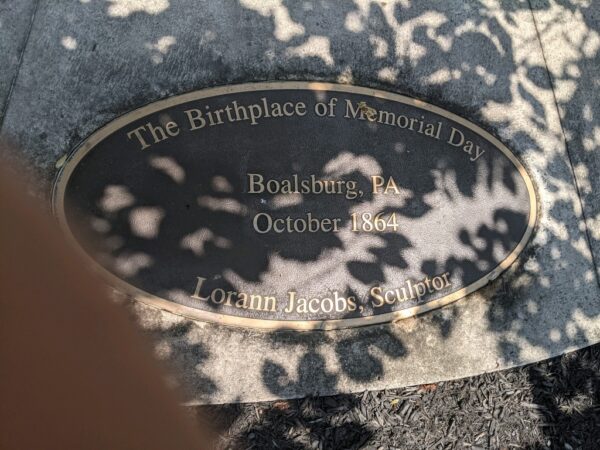 The Birthplace of Memorial Day
Boalsburg, PA
October 1864
Lorann Jacobs, Sculptor